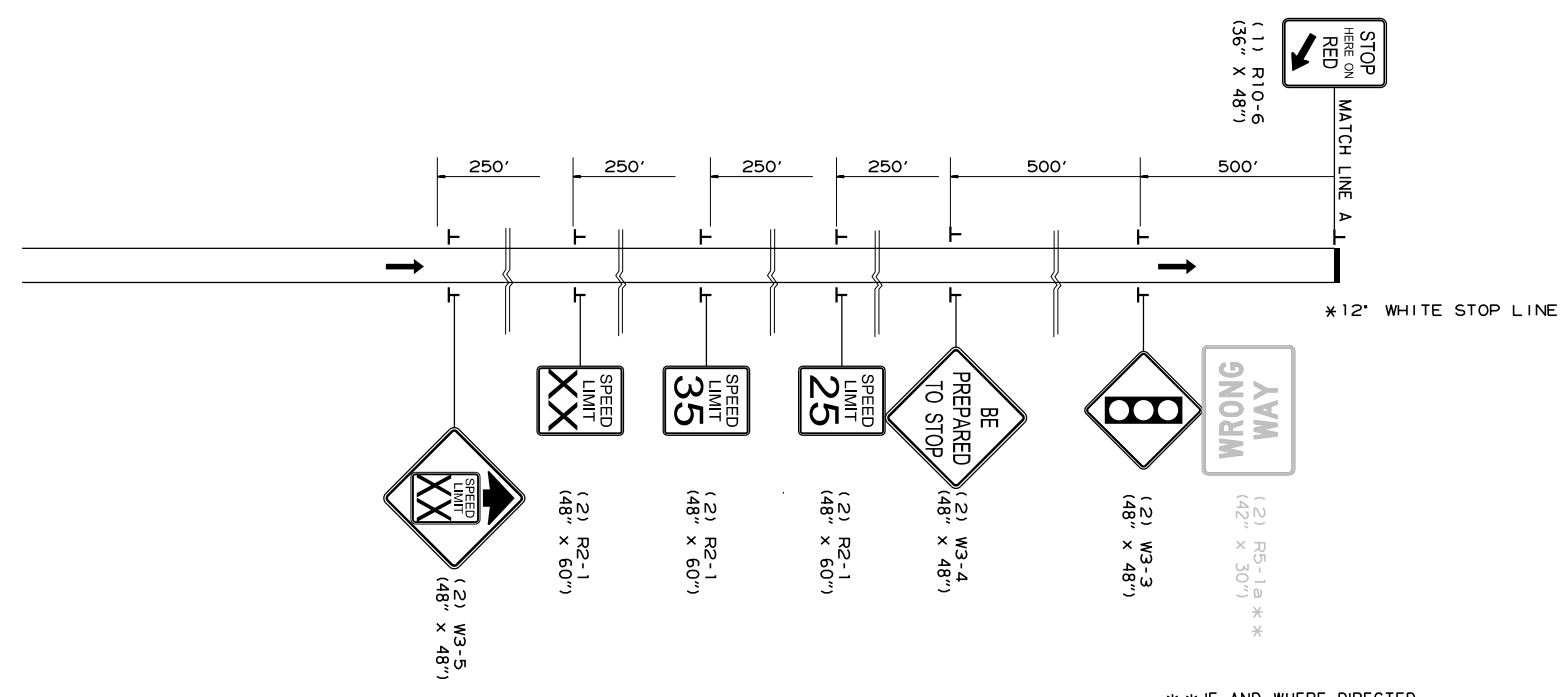 STOP
HERE ON
RED
(1) R10-6
(36" X 48")
MATCH LINE A
250'
250'
250'
250'
500'
500'
*12" WHITE STOP LINE
SPEED
LIMIT
XX
(2) W3-5
(48" x 48")
SPEED
LIMIT
XX
(2) R2-1
(48" x 60")
SPEED
LIMIT
35
(2) R2-1
(48" x 60")
SPEED
LIMIT
25
(2) R2-1
(48" x 60")
BE
PREPARED
TO STOP
(2) W3-4
(48" x 48")
(2) W3-3
(48" x 48")
WRONG
WAY
(2) R5-1a **
(42" x 30")
**IF AND WHERE DIRECTED